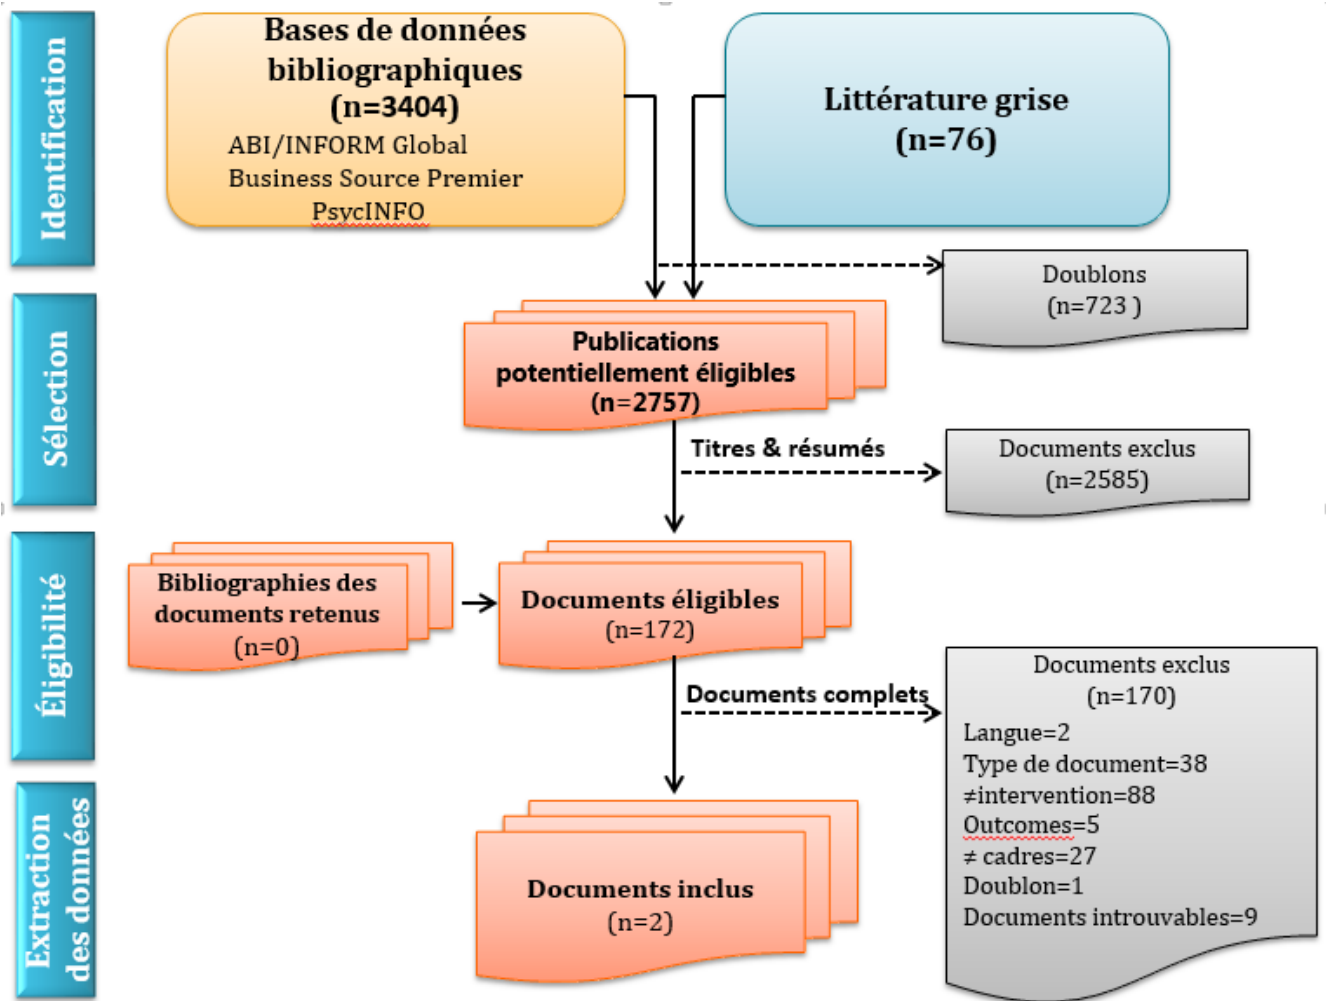 Identification
Bases de données
bibliographiques
(n=3404)
ABI/INFORM Global
Business Source Premier
PsycINFO
Littérature grise
(n=76)
Doublons
(n=723 )
Sélection
Publications
potentiellement éligibles
(n=2757)
Titres & résumés
Documents exclus
(n=2585)
Éligibilité
Bibliographies des
documents retenus
(n=0)
Documents éligibles
(n=172)
Documents complets
Documents exclus
(n=170)
Langue=2
Type de document=38
≠intervention=88
Outcomes=5
≠ cadres=27
Doublon=1
Documents introuvables=9
Extraction
des données
Documents inclus
(n=2)